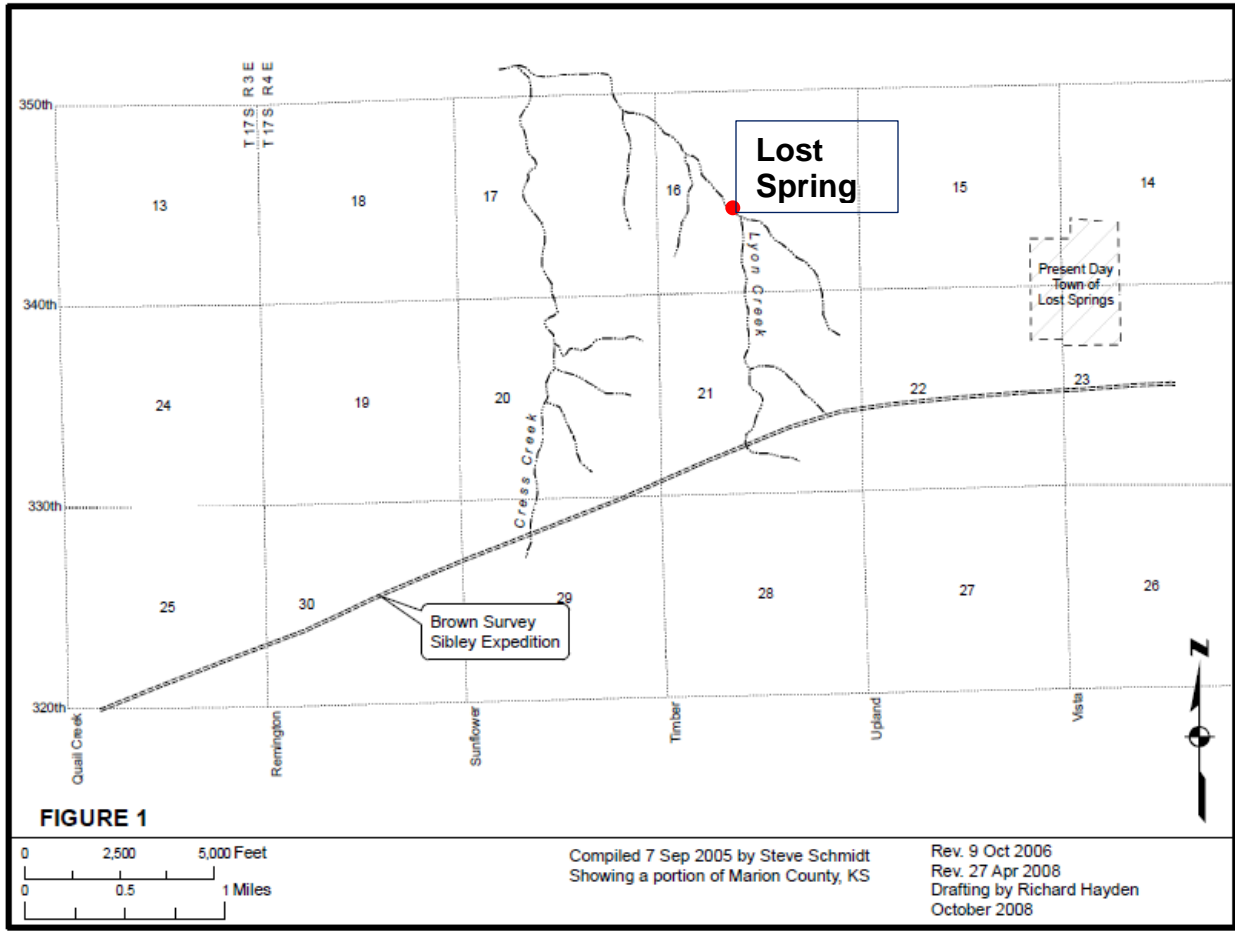 T 17 S R 3 E
T 17 S R 4 E
350th
Lost
Spring
13
18
17
16
15
14
Lyon Creek
Present Day
Town of
Lost Springs
340th
24
19
20
21
22
23
Cress Creek
330th
25
30
29
28
27
26
Brown Survey
Sibley Expedition
320th
Quail Creek
Remington
Sunflower
Timber
Upland
Vista
N
FIGURE 1
0 2,500 5,000 Feet
0 0.5 1 Miles
Compiled 7 Sep 2005 by Steve Schmidt
Showing a portion of Marion County, KS
Rev. 9 Oct 2006
Rev. 27 Apr 2008
Drafting by Richard Hayden
October 2008